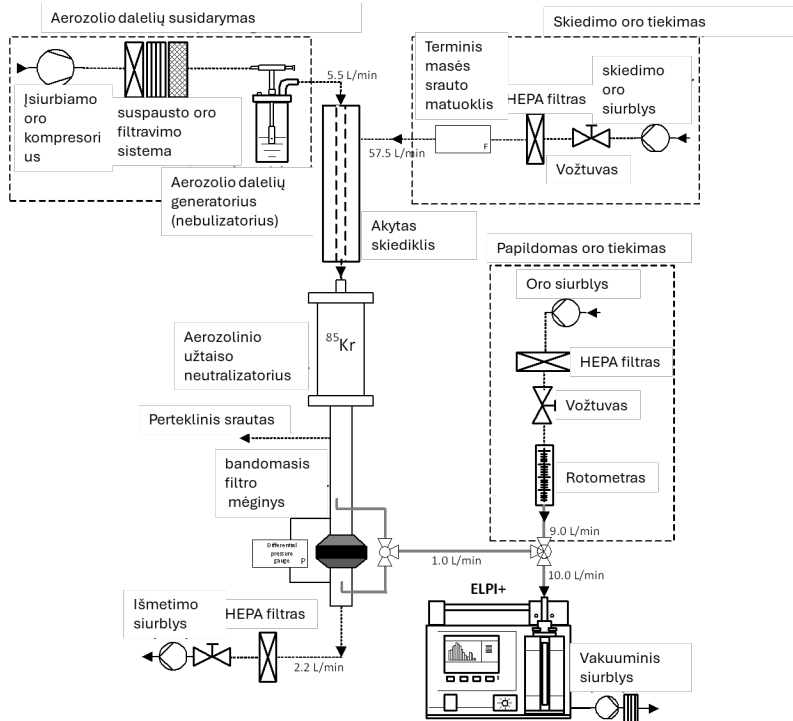 Aerozolio dalelių susidarymas
Skiedimo oro tiekimas
Įsiurbiamo
oro
kompresori
us
suspausto oro
filtravimo
sistema
5.5 L/min
Terminis
masės
srauto
matuoklis
HEPA filtras
skiedimo
oro
siurblys
F
57.5 L/min
Vožtuvas
Aerozolio dalelių
generatorius
(nebulizatorius)
Akytas
skiediklis
Papildomas oro tiekimas
Oro siurblys
HEPA filtras
Vožtuvas
Rotometras
9.0 L/min
Aerozolinio
užtaiso
neutralizatorius
85Kr
Perteklinis srautas
bandomasis
filtro
mėginys
Differential
pressure
gauge
P
1.0 L/min
10.0 L/min
ELPI+
Išmetimo
siurblys
HEPA filtras
2.2 L/min
Vakuuminis
siurblys